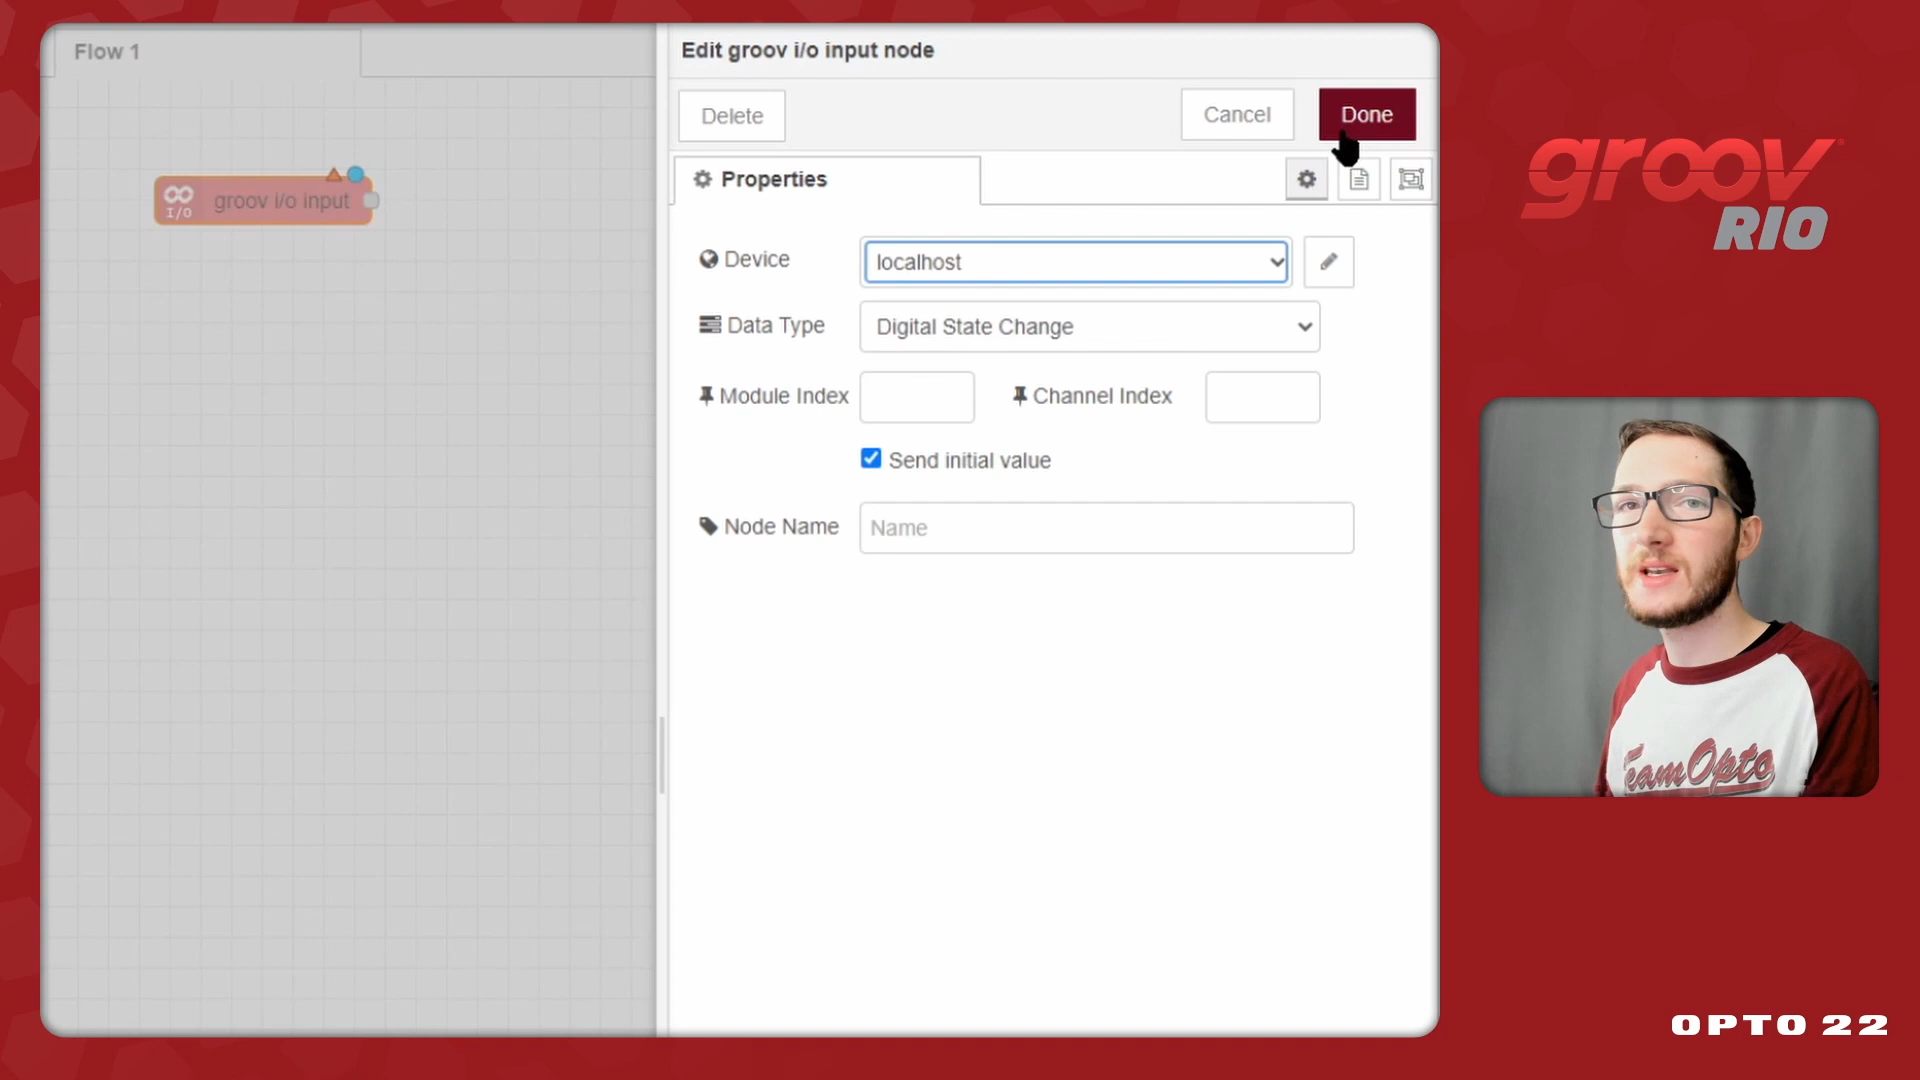 Flow 1
Edit groov i/o input node
Delete
Cancel
Done
I/O
groov i/o input
Properties
Device
localhost
Data Type
Digital State Change
Module Index
Channel Index
Send initial value
Node Name
Name
groov
RIO
TeamOpto
OPTO 22